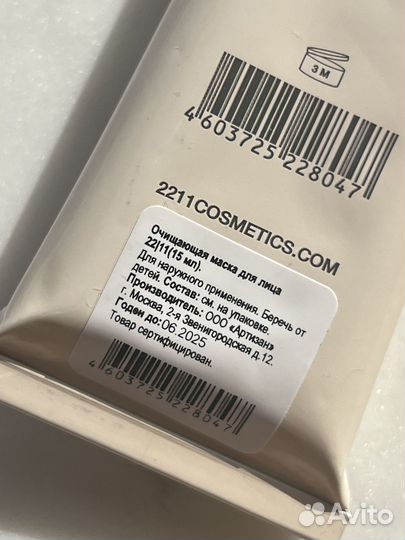 3 M
4 603725 228047
2211COSMETICS.COM
Очищающая маска для лица
22|11(15 мл).
Для наружного применения. Беречь от
детей. Состав: см. на упаковке.
Производитель: ООО «Артизан»
г. Москва, 2-я Звенигородская д.12.
Годен до:06.2025
Товар сертифицирован.
4 603725 228047
Avito